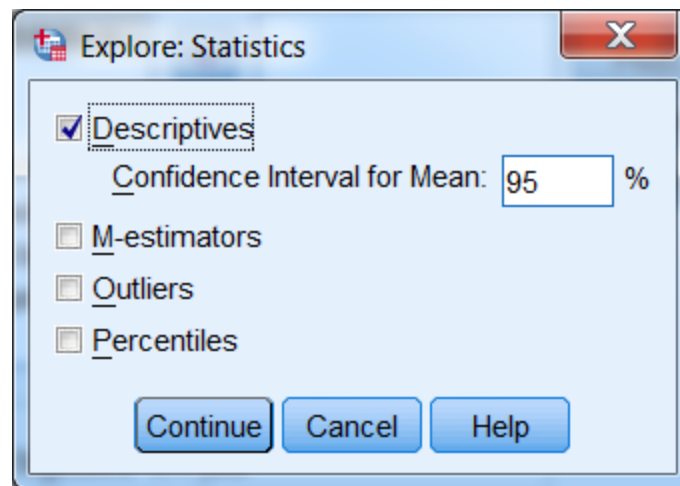 Explore: Statistics
Descriptives
Confidence Interval for Mean: 95 %
M-estimators
Outliers
Percentiles
Continue Cancel Help